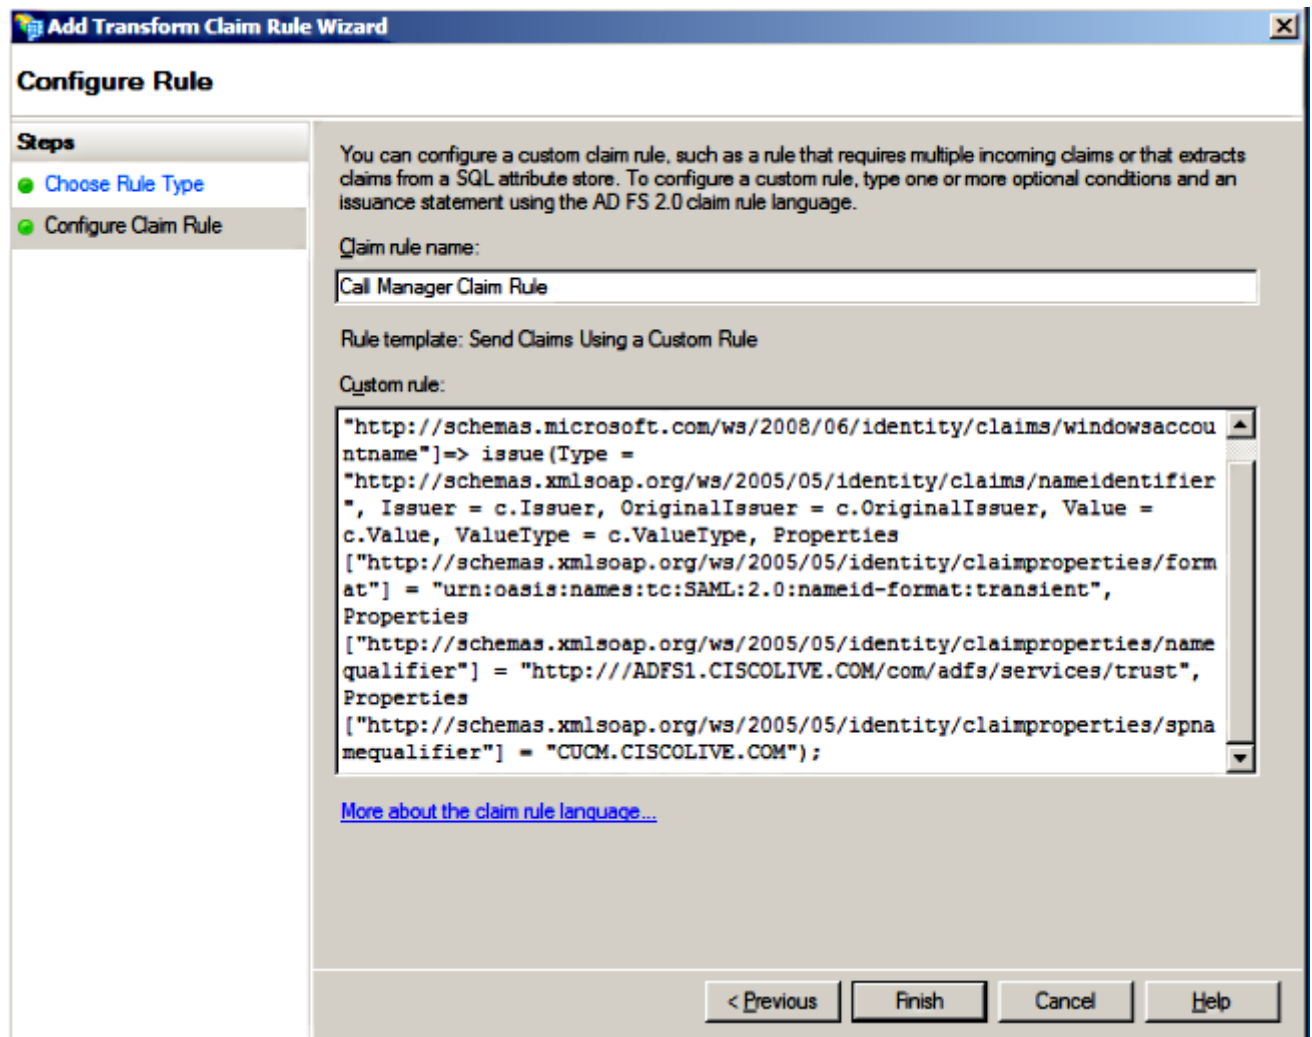 Add Transform Claim Rule Wizard
Configure Rule
Steps
Choose Rule Type
Configure Claim Rule
You can configure a custom claim rule, such as a rule that requires multiple incoming claims or that extracts
claims from a SQL attribute store. To configure a custom rule, type one or more optional conditions and an
issuance statement using the AD FS 2.0 claim rule language.
Claim rule name:
Call Manager Claim Rule
Rule template: Send Claims Using a Custom Rule
Custom rule:
"http://schemas.microsoft.com/ws/2008/06/identity/claims/windowsaccou
ntname"]=> issue(Type =
"http://schemas.xmlsoap.org/ws/2005/05/identity/claims/nameidentifier
", Issuer = c.Issuer, OriginalIssuer = c.OriginalIssuer, Value =
c.Value, ValueType = c.ValueType, Properties
["http://schemas.xmlsoap.org/ws/2005/05/identity/claimproperties/form
at"] = "urn:oasis:names:tc:SAML:2.0:nameid-format:transient",
Properties
["http://schemas.xmlsoap.org/ws/2005/05/identity/claimproperties/name
qualifier"] = "http:///ADFS1.CISCOLIVE.COM/com/adfs/services/trust",
Properties
["http://schemas.xmlsoap.org/ws/2005/05/identity/claimproperties/spna
mequalifier"] = "CUCM.CISCOLIVE.COM");
More about the claim rule language...
< Previous
Finish
Cancel
Help